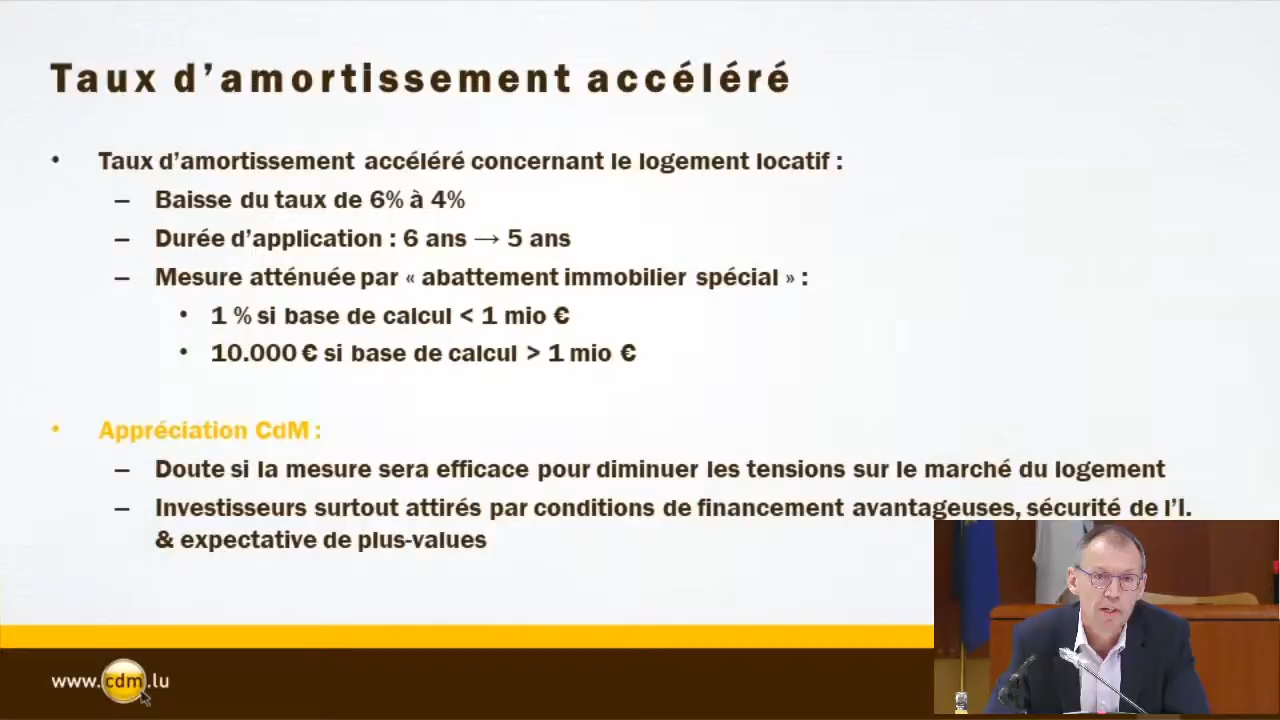 Taux d’amortissement accéléré
• Taux d’amortissement accéléré concernant le logement locatif :
– Baisse du taux de 6% à 4%
– Durée d’application : 6 ans → 5 ans
– Mesure atténuée par « abattement immobilier spécial » :
• 1 % si base de calcul < 1 mio €
• 10.000 € si base de calcul > 1 mio €
• Appréciation CdM :
– Doute si la mesure sera efficace pour diminuer les tensions sur le marché du logement
– Investisseurs surtout attirés par conditions de financement avantageuses, sécurité de l’I.
& expectative de plus-values
www.cdm.lu